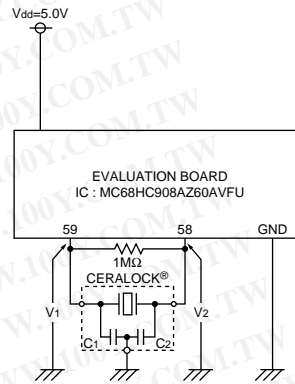 Vdd=5.0V
EVALUATION BOARD
IC : MC68HC908AZ60AVFU
59
58
GND
1MΩ
CERALOCK®
V1
V2
C1
C2
WWW.100Y.COM.TW